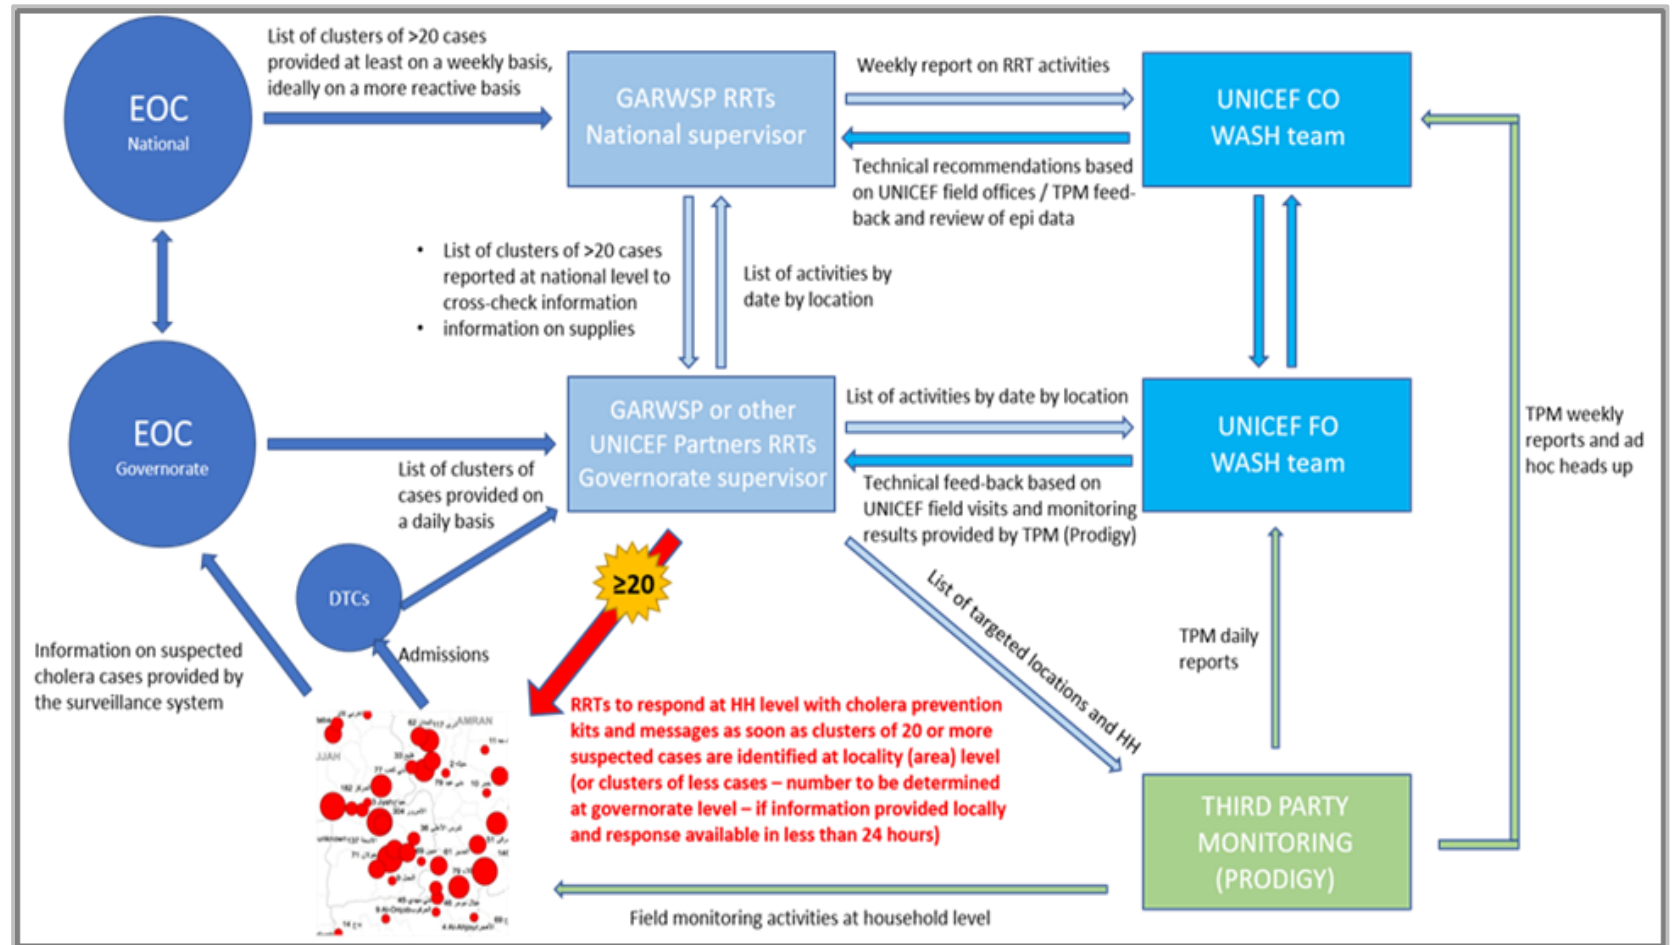 EOC
National
List of clusters of >20 cases
provided at least on a weekly basis,
ideally on a more reactive basis
GARWSP RRTs
National supervisor
Weekly report on RRT activities
Technical recommendations based
on UNICEF field offices / TPM feed-
back and review of epi data
UNICEF CO
WASH team
• List of clusters of >20 cases
reported at national level to
cross-check information
• information on supplies
List of activities by
date by location
EOC
Governorate
List of clusters of
cases provided on
a daily basis
GARWSP or other
UNICEF Partners RRTs
Governorate supervisor
List of activities by date by location
Technical feed-back based on
UNICEF field visits and monitoring
results provided by TPM (Prodigy)
UNICEF FO
WASH team
TPM weekly
reports and ad
hoc heads up
DTCs
≥20
Admissions
Information on suspected
cholera cases provided by
the surveillance system
List of targeted locations and HH
TPM daily
reports
RRTs to respond at HH level with cholera prevention
kits and messages as soon as clusters of 20 or more
suspected cases are identified at locality (area) level
(or clusters of less cases – number to be determined
at governorate level – if information provided locally
and response available in less than 24 hours)
THIRD PARTY
MONITORING
(PRODIGY)
Field monitoring activities at household level
AMRAN
JJAH